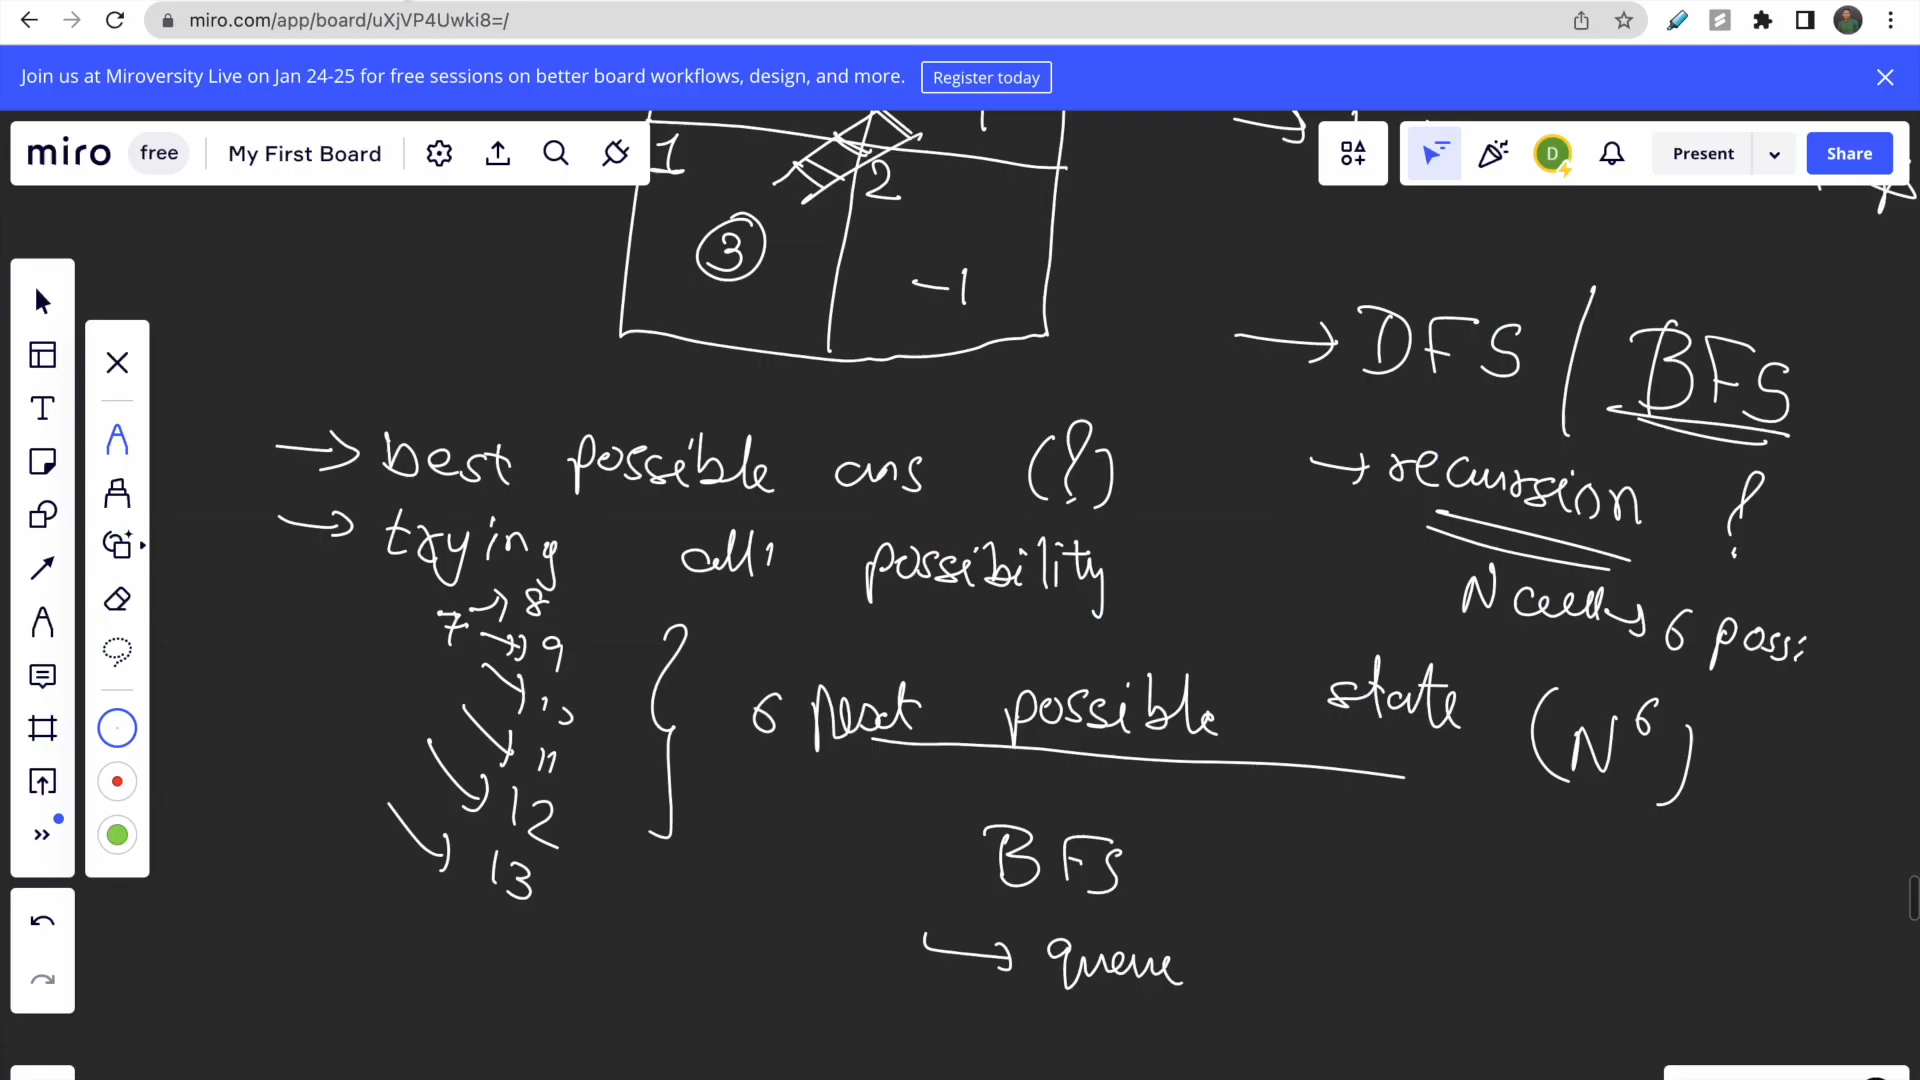 miro.com/app/board/uXjVP4Uwki8=/
Join us at Miroversity Live on Jan 24-25 for free sessions on better board workflows, design, and more.
Register today
miro
free
My First Board
D
Present
Share
1
2
3
-1
→ DFS / BFS
→ best possible ans (?)
→ recursion ?
→ trying all possibility
N cells → 6 possi
7 → 8
→ 9
→ 10
→ 11
→ 12
→ 13
6 Next possible state (N⁶)
BFS
→ queue